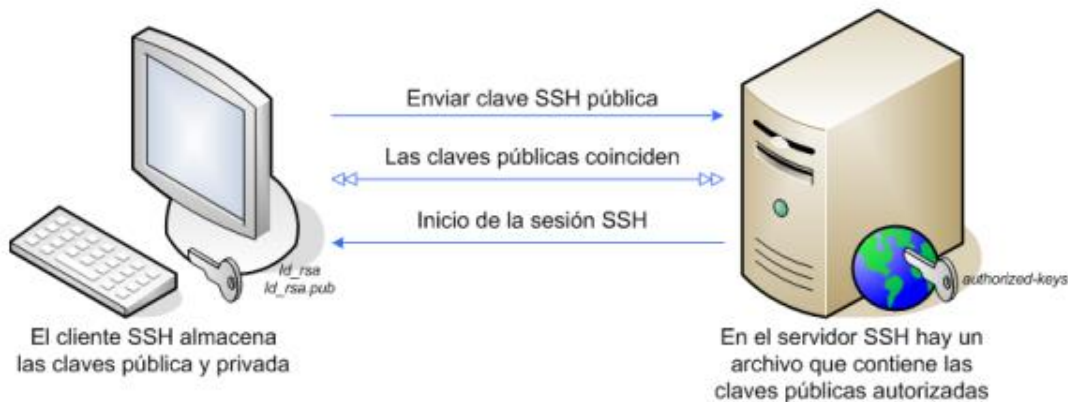 Enviar clave SSH pública
Las claves públicas coinciden
Inicio de la sesión SSH
Id_rsa
Id_rsa.pub
authorized-keys
El cliente SSH almacena
las claves pública y privada
En el servidor SSH hay un
archivo que contiene las
claves públicas autorizadas